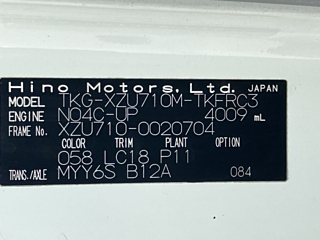 Hino Motors, Ltd. JAPAN
MODEL TKG-XZU710M-TKFRC3
ENGINE N04C-UP 4009 mL
FRAME No. XZU710-0020704
COLOR TRIM PLANT OPTION
058 LC18 P11
TRANS./AXLE MYY6S B12A 084